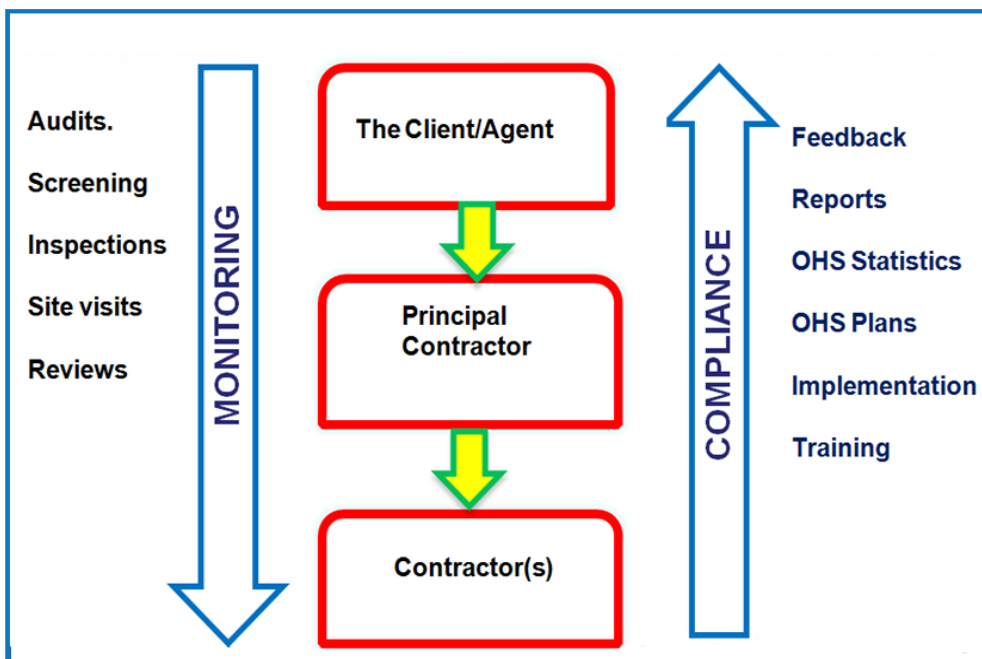 Audits.
Screening
Inspections
Site visits
Reviews
MONITORING
The Client/Agent
Principal
Contractor
Contractor(s)
COMPLIANCE
Feedback
Reports
OHS Statistics
OHS Plans
Implementation
Training